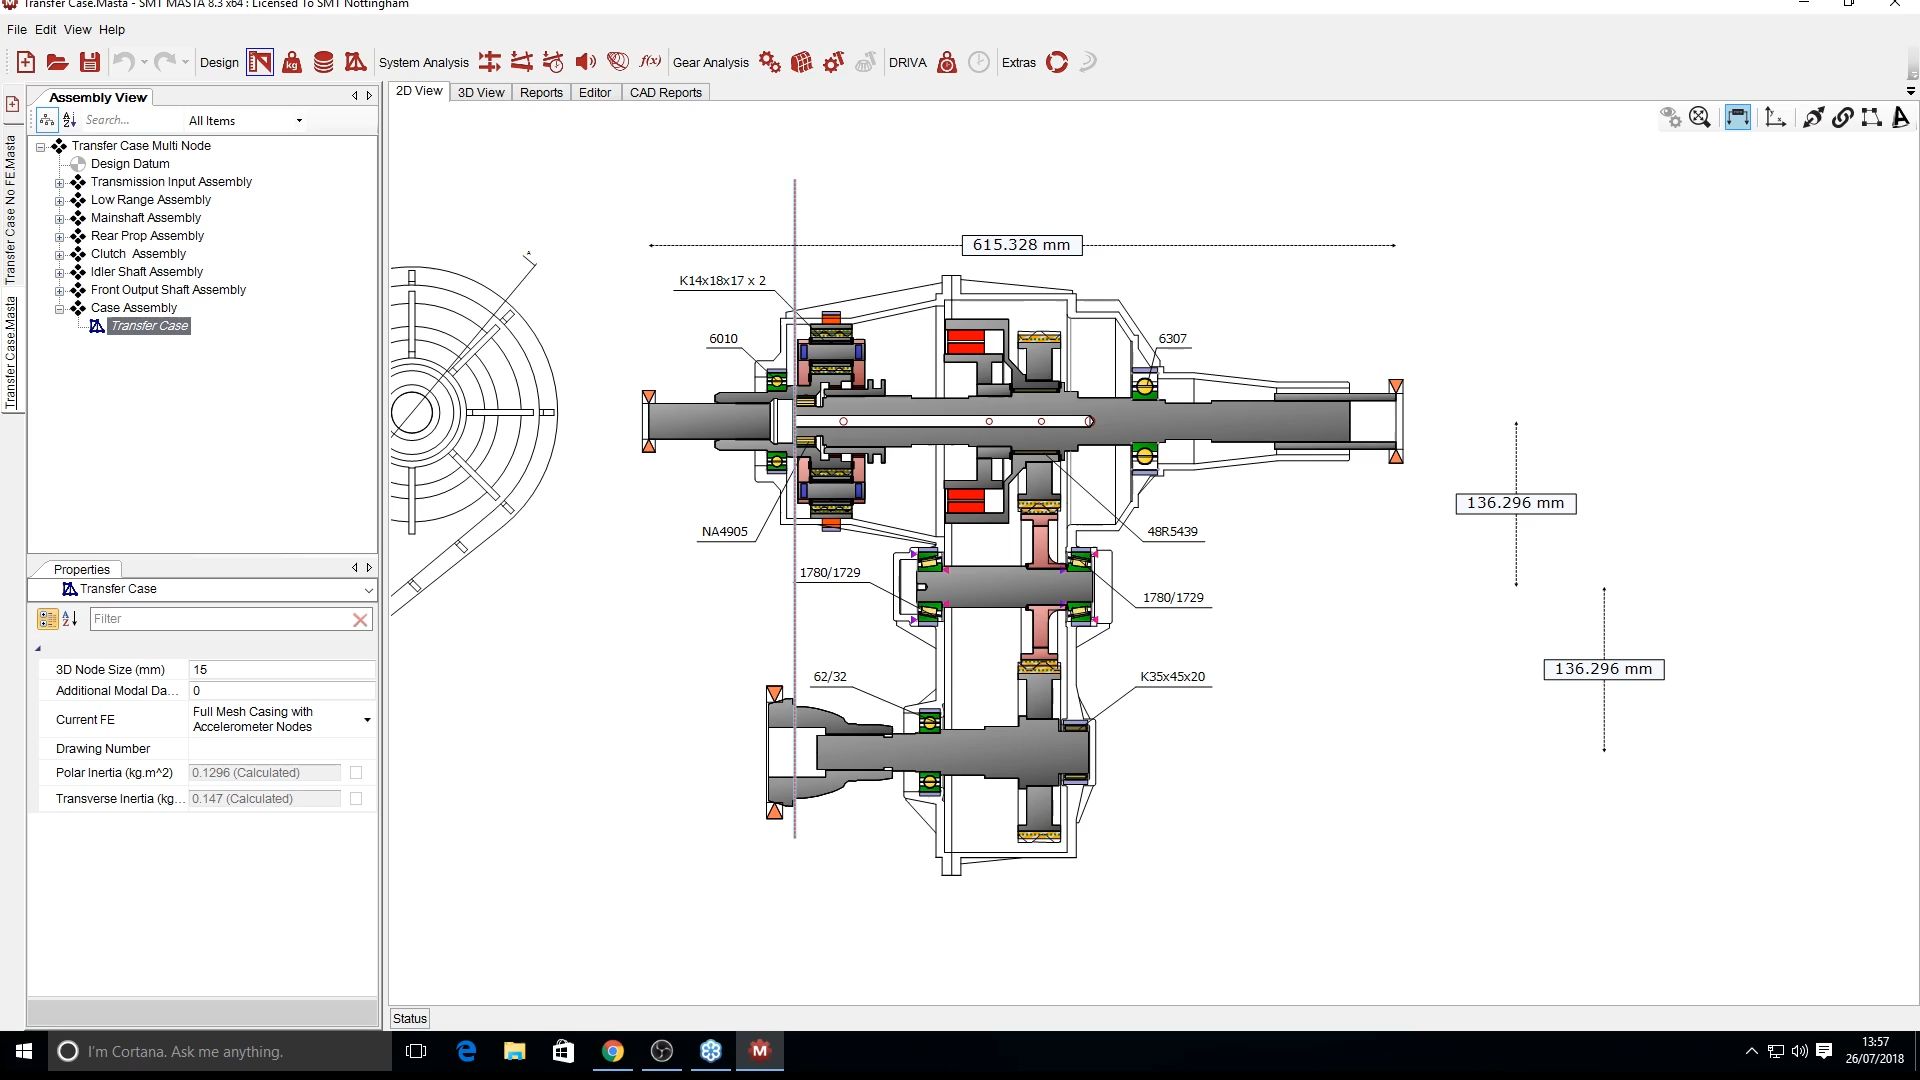 Transfer Case.Masta - SMT MASTA 8.3 x64 : Licensed To SMT Nottingham
File Edit View Help
Design System Analysis f(x) Gear Analysis DRIVA Extras
Assembly View
2D View 3D View Reports Editor CAD Reports
Search... All Items
Transfer Case No FE.Masta
Transfer Case.Masta
Transfer Case Multi Node
Design Datum
Transmission Input Assembly
Low Range Assembly
Mainshaft Assembly
Rear Prop Assembly
Clutch Assembly
Idler Shaft Assembly
Front Output Shaft Assembly
Case Assembly
Transfer Case
A
615.328 mm
K14x18x17 x 2
6010
6307
NA4905
48R5439
136.296 mm
1780/1729
1780/1729
62/32
K35x45x20
136.296 mm
Properties
Transfer Case
Filter
3D Node Size (mm) 15
Additional Modal Da... 0
Current FE Full Mesh Casing with
Accelerometer Nodes
Drawing Number
Polar Inertia (kg.m^2) 0.1296 (Calculated)
Transverse Inertia (kg... 0.147 (Calculated)
Status
I'm Cortana. Ask me anything.
13:57
26/07/2018